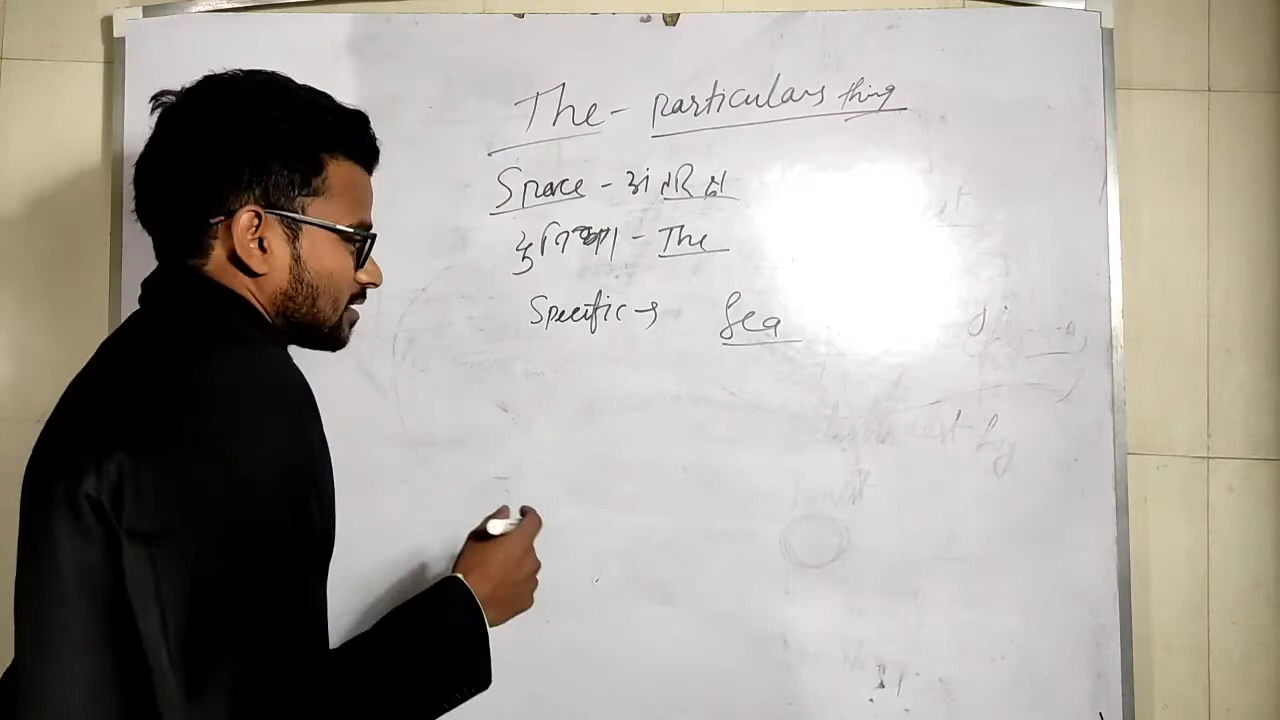 The - particulars thing
Space - अंतरिक्ष
- The
Specific → Sea